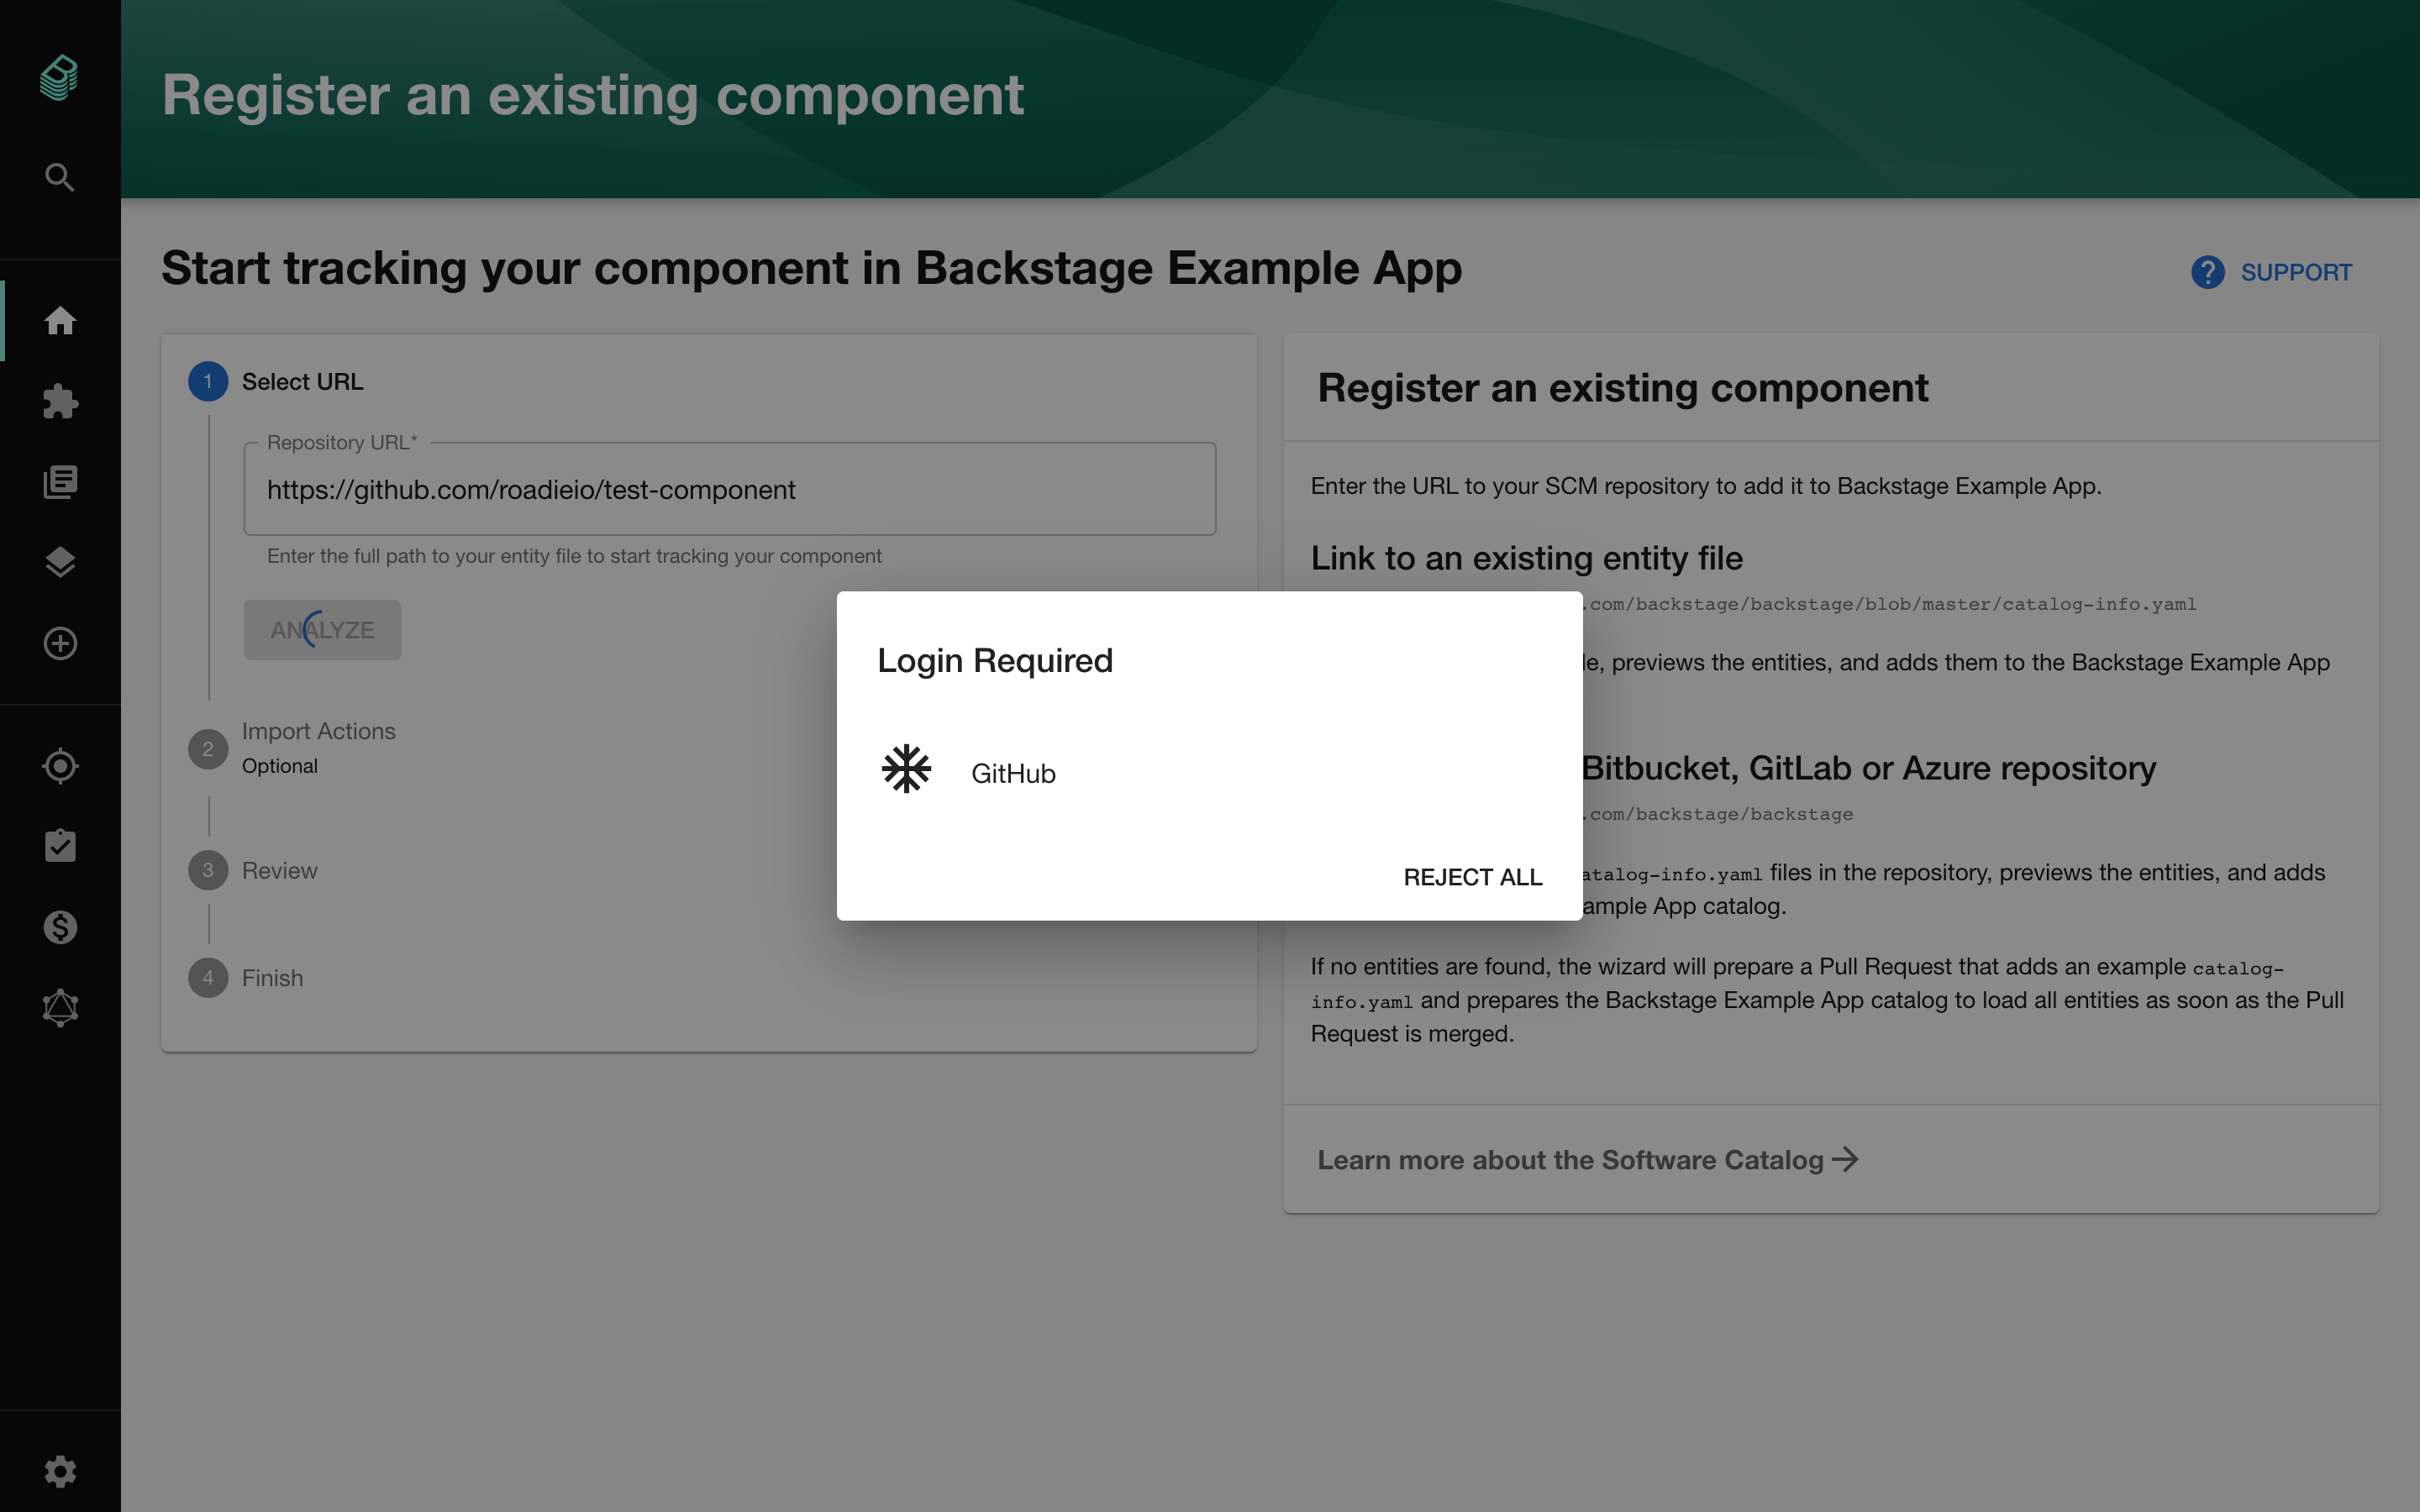 Register an existing component
Start tracking your component in Backstage Example App
SUPPORT
1 Select URL
Repository URL*
https://github.com/roadieio/test-component
Enter the full path to your entity file to start tracking your component
ANALYZE
2 Import Actions
Optional
3 Review
4 Finish
Register an existing component
Enter the URL to your SCM repository to add it to Backstage Example App.
Link to an existing entity file
.com/backstage/backstage/blob/master/catalog-info.yaml
previews the entities, and adds them to the Backstage Example App
Bitbucket, GitLab or Azure repository
.com/backstage/backstage
atalog-info.yaml files in the repository, previews the entities, and adds
ample App catalog.
If no entities are found, the wizard will prepare a Pull Request that adds an example catalog-
info.yaml and prepares the Backstage Example App catalog to load all entities as soon as the Pull
Request is merged.
Learn more about the Software Catalog
Login Required
GitHub
REJECT ALL